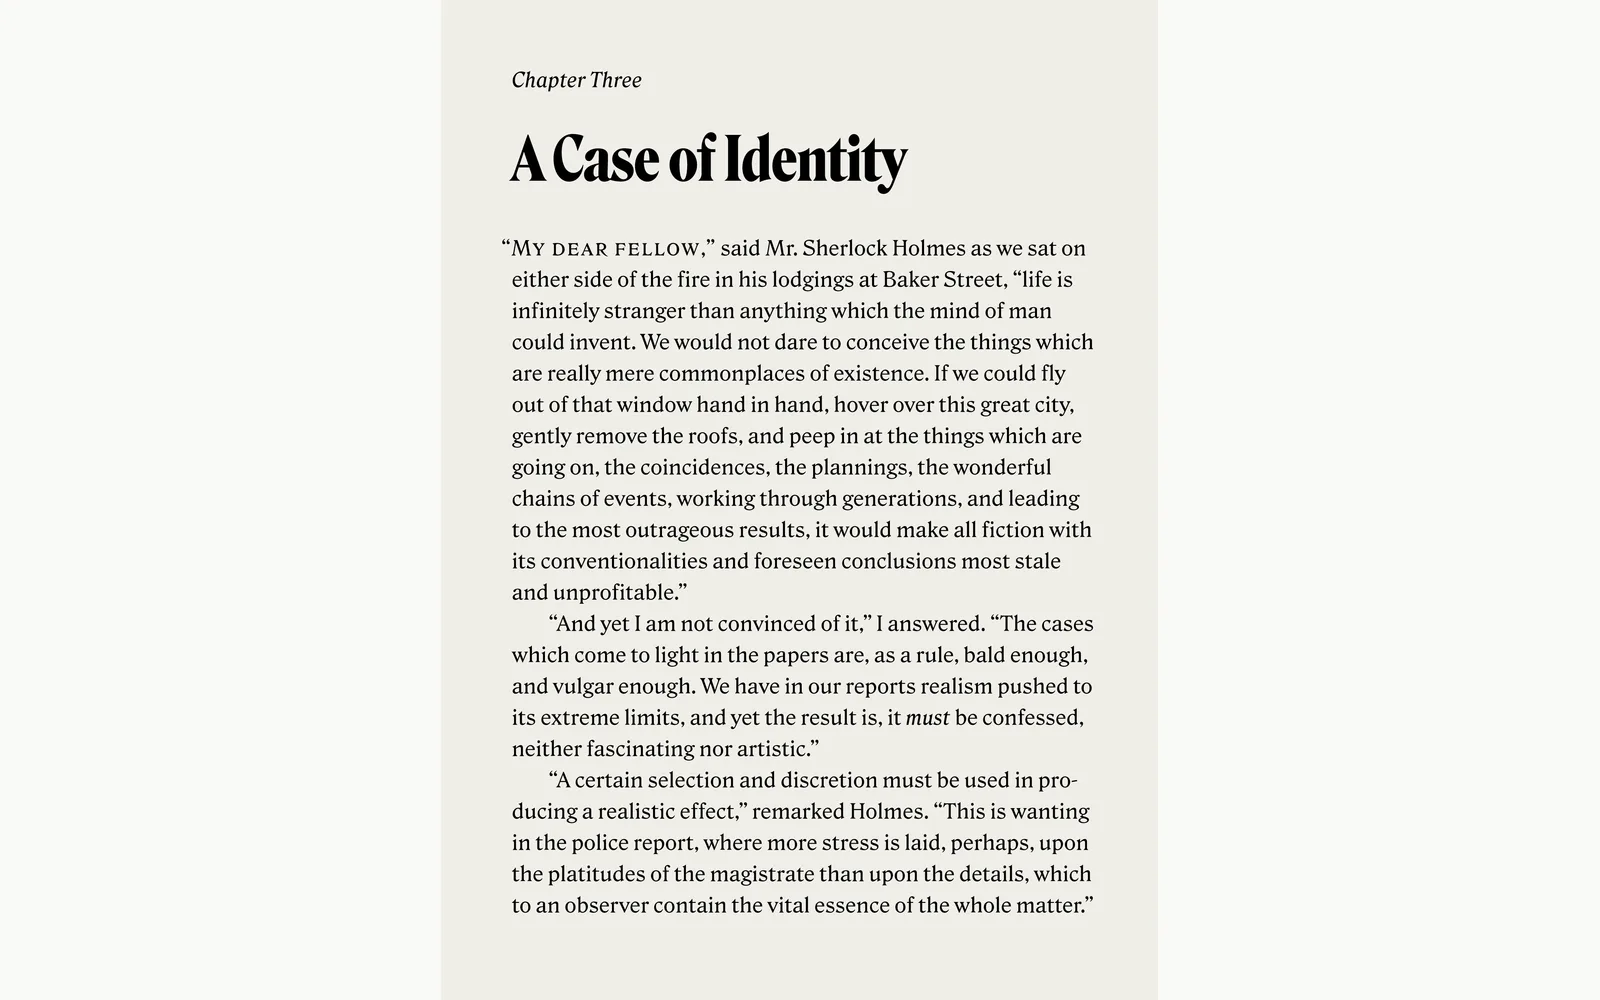 Chapter Three
A Case of Identity
“My dear fellow,” said Mr. Sherlock Holmes as we sat on
either side of the fire in his lodgings at Baker Street, “life is
infinitely stranger than anything which the mind of man
could invent. We would not dare to conceive the things which
are really mere commonplaces of existence. If we could fly
out of that window hand in hand, hover over this great city,
gently remove the roofs, and peep in at the things which are
going on, the coincidences, the plannings, the wonderful
chains of events, working through generations, and leading
to the most outrageous results, it would make all fiction with
its conventionalities and foreseen conclusions most stale
and unprofitable.”
“And yet I am not convinced of it,” I answered. “The cases
which come to light in the papers are, as a rule, bald enough,
and vulgar enough. We have in our reports realism pushed to
its extreme limits, and yet the result is, it must be confessed,
neither fascinating nor artistic.”
“A certain selection and discretion must be used in pro-
ducing a realistic effect,” remarked Holmes. “This is wanting
in the police report, where more stress is laid, perhaps, upon
the platitudes of the magistrate than upon the details, which
to an observer contain the vital essence of the whole matter.”